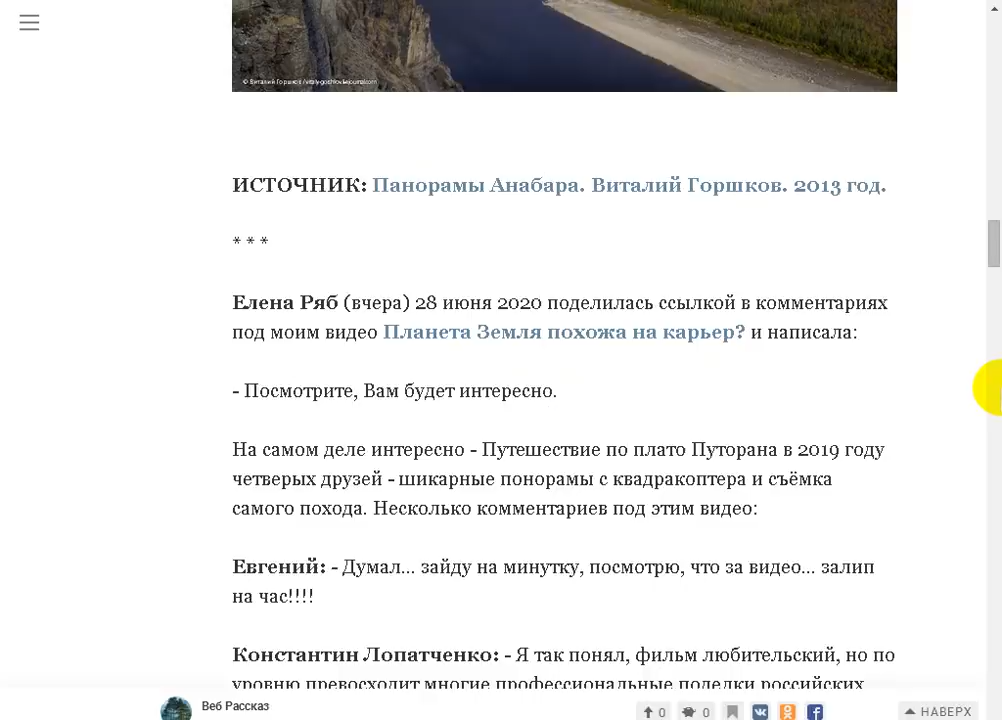 © Виталий Горшков / vitaly-gorshkov.livejournal.com
ИСТОЧНИК: Панорамы Анабара. Виталий Горшков. 2013 год.
* * *
Елена Ряб (вчера) 28 июня 2020 поделилась ссылкой в комментариях
под моим видео Планета Земля похожа на карьер? и написала:
- Посмотрите, Вам будет интересно.
На самом деле интересно - Путешествие по плато Путорана в 2019 году
четверых друзей - шикарные понорамы с квадракоптера и съёмка
самого похода. Несколько комментариев под этим видео:
Евгений: - Думал... зайду на минутку, посмотрю, что за видео... залип
на час!!!!
Константин Лопатченко: - Я так понял, фильм любительский, но по
уровню превосходит многие профессиональные поделки российских
Веб Рассказ
0
0
НАВЕРХ